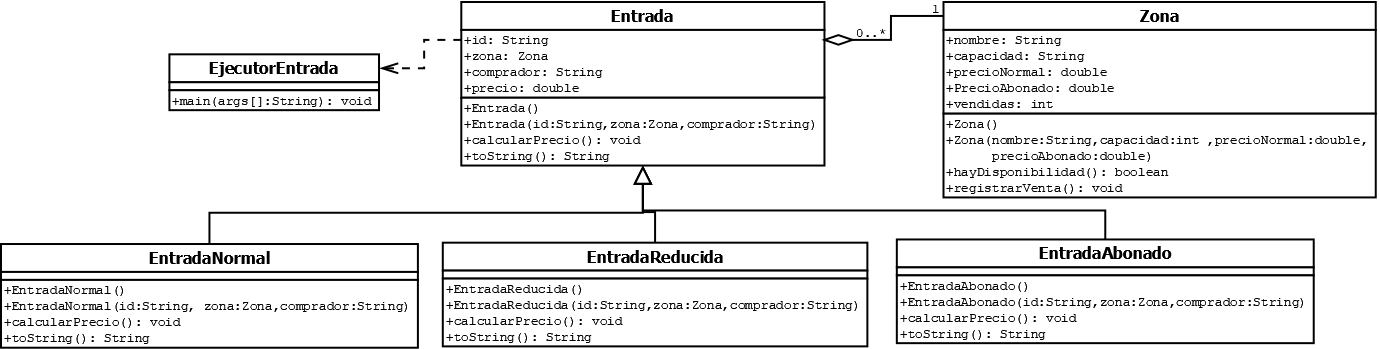 EjecutorEntrada
+main(args[]:String): void
Entrada
+id: String
+zona: Zona
+comprador: String
+precio: double
+Entrada()
+Entrada(id:String,zona:Zona,comprador:String)
+calcularPrecio(): void
+toString(): String
0..*
1
Zona
+nombre: String
+capacidad: String
+precioNormal: double
+PrecioAbonado: double
+vendidas: int
+Zona()
+Zona(nombre:String,capacidad:int ,precioNormal:double,
precioAbonado:double)
+hayDisponibilidad(): boolean
+registrarVenta(): void
EntradaNormal
+EntradaNormal()
+EntradaNormal(id:String, zona:Zona,comprador:String)
+calcularPrecio(): void
+toString(): String
EntradaReducida
+EntradaReducida()
+EntradaReducida(id:String,zona:Zona,comprador:String)
+calcularPrecio(): void
+toString(): String
EntradaAbonado
+EntradaAbonado()
+EntradaAbonado(id:String,zona:Zona,comprador:String)
+calcularPrecio(): void
+toString(): String